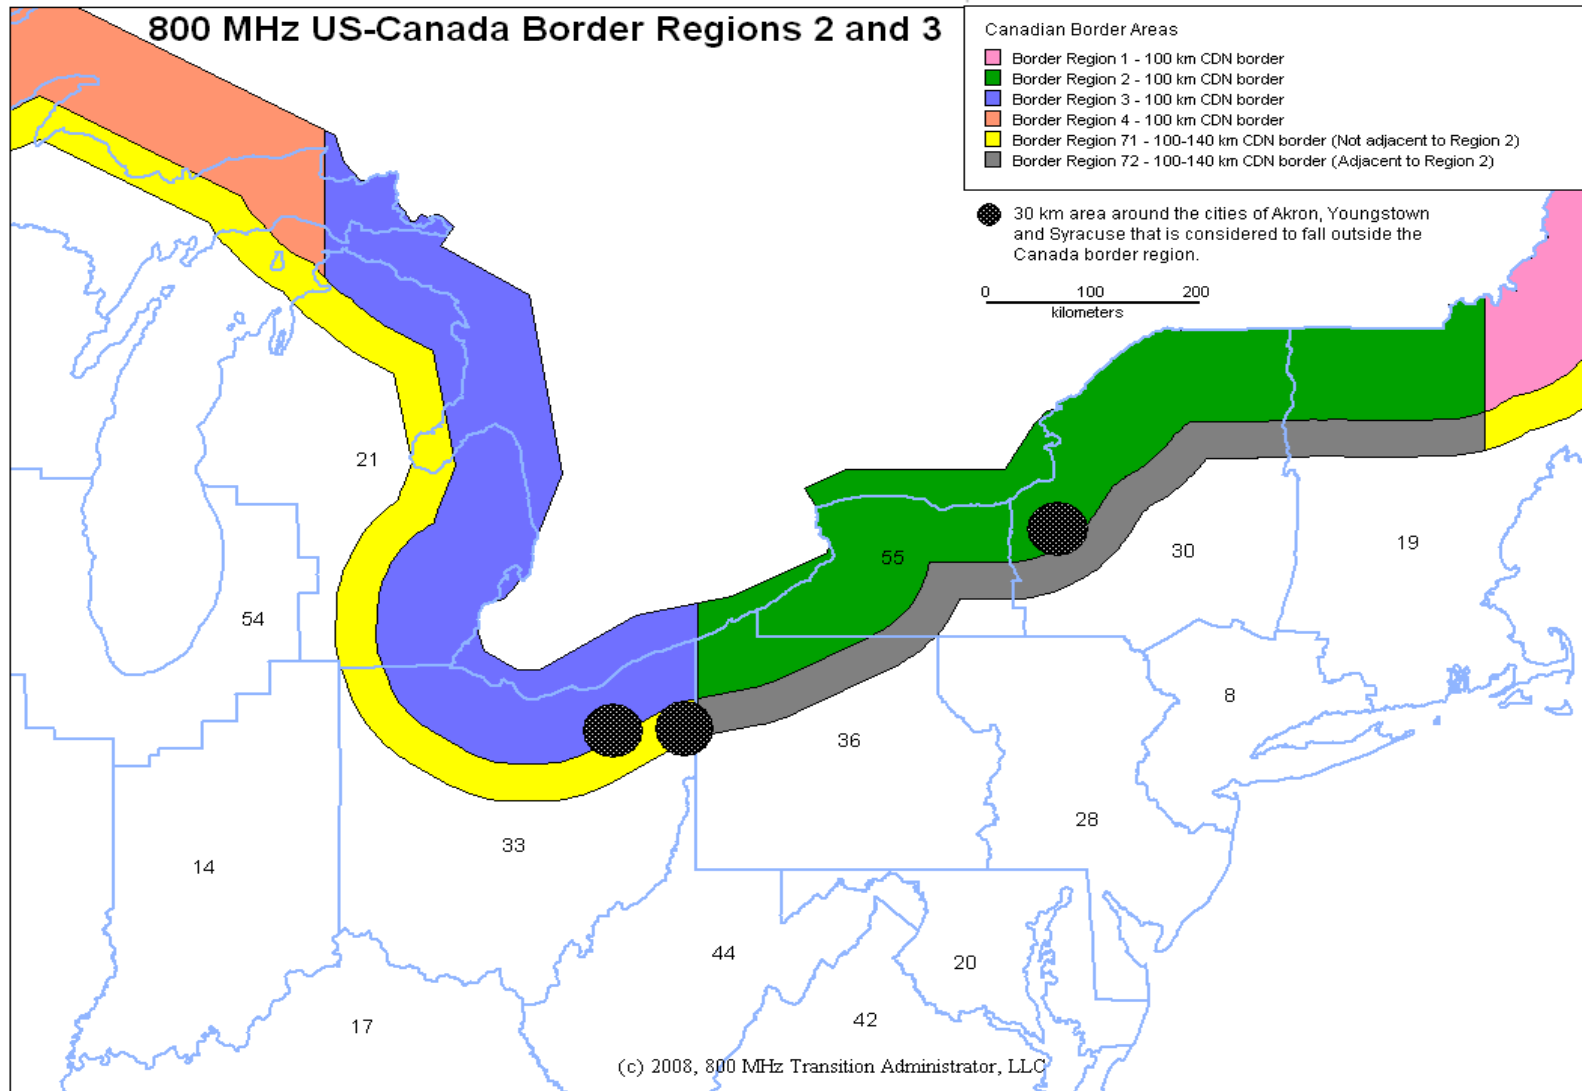 800 MHz US-Canada Border Regions 2 and 3
Canadian Border Areas
Border Region 1 - 100 km CDN border
Border Region 2 - 100 km CDN border
Border Region 3 - 100 km CDN border
Border Region 4 - 100 km CDN border
Border Region 71 - 100-140 km CDN border (Not adjacent to Region 2)
Border Region 72 - 100-140 km CDN border (Adjacent to Region 2)
30 km area around the cities of Akron, Youngstown
and Syracuse that is considered to fall outside the
Canada border region.
0 100 200
kilometers
21
55
30
19
54
8
36
28
33
14
44
20
42
17
(c) 2008, 800 MHz Transition Administrator, LLC